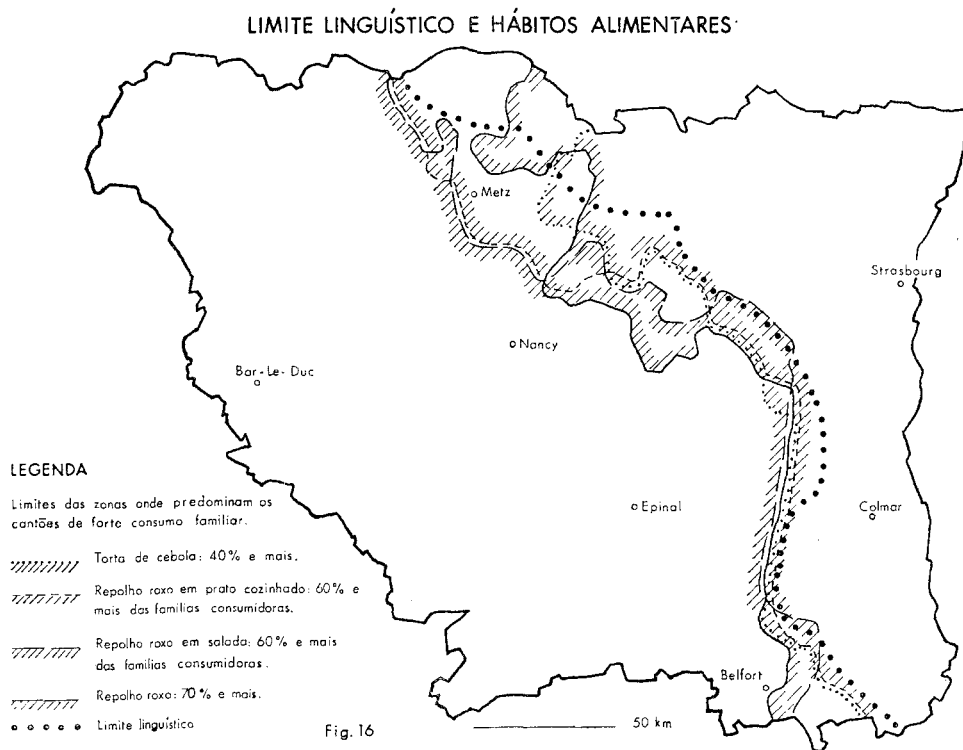 LIMITE LINGUÍSTICO E HÁBITOS ALIMENTARES
Metz
Strasbourg
Nancy
Bar-Le-Duc
LEGENDA
Limites das zonas onde predominam os
cantões de forte consumo familiar.
Epinal
Colmar
Torta de cebola: 40% e mais.
Repolho roxo em prato cozinhado: 60% e
mais das famílias consumidoras.
Repolho roxo em salada: 60% e mais
das famílias consumidoras.
Belfort
Repolho roxo: 70% e mais.
Limite linguístico
Fig. 16
50 km